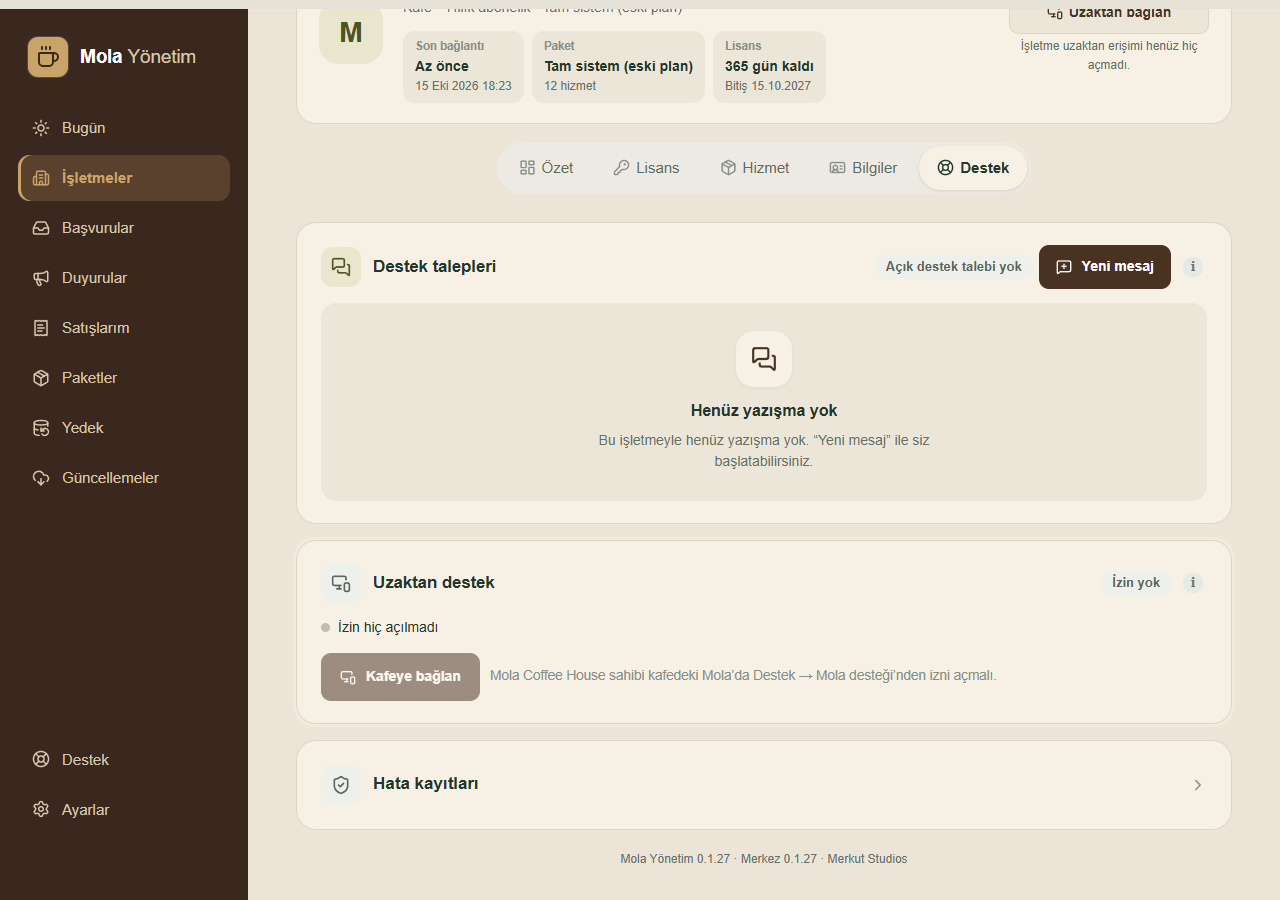 Mola Yönetim
Bugün
İşletmeler
Başvurular
Duyurular
Satışlarım
Paketler
Yedek
Güncellemeler
Destek
Ayarlar
M
Tam sistem (eski plan)
Uzaktan bağlan
İşletme uzaktan erişimi henüz hiç
açmadı.
Son bağlantı
Az önce
15 Eki 2026 18:23
Paket
Tam sistem (eski plan)
12 hizmet
Lisans
365 gün kaldı
Bitiş 15.10.2027
Özet
Lisans
Hizmet
Bilgiler
Destek
Destek talepleri
Açık destek talebi yok
Yeni mesaj
i
Henüz yazışma yok
Bu işletmeyle henüz yazışma yok. “Yeni mesaj” ile siz
başlatabilirsiniz.
Uzaktan destek
İzin yok
i
İzin hiç açılmadı
Kafeye bağlan
Mola Coffee House sahibi kafedeki Mola’da Destek → Mola desteği’nden izni açmalı.
Hata kayıtları
Mola Yönetim 0.1.27 · Merkez 0.1.27 · Merkut Studios